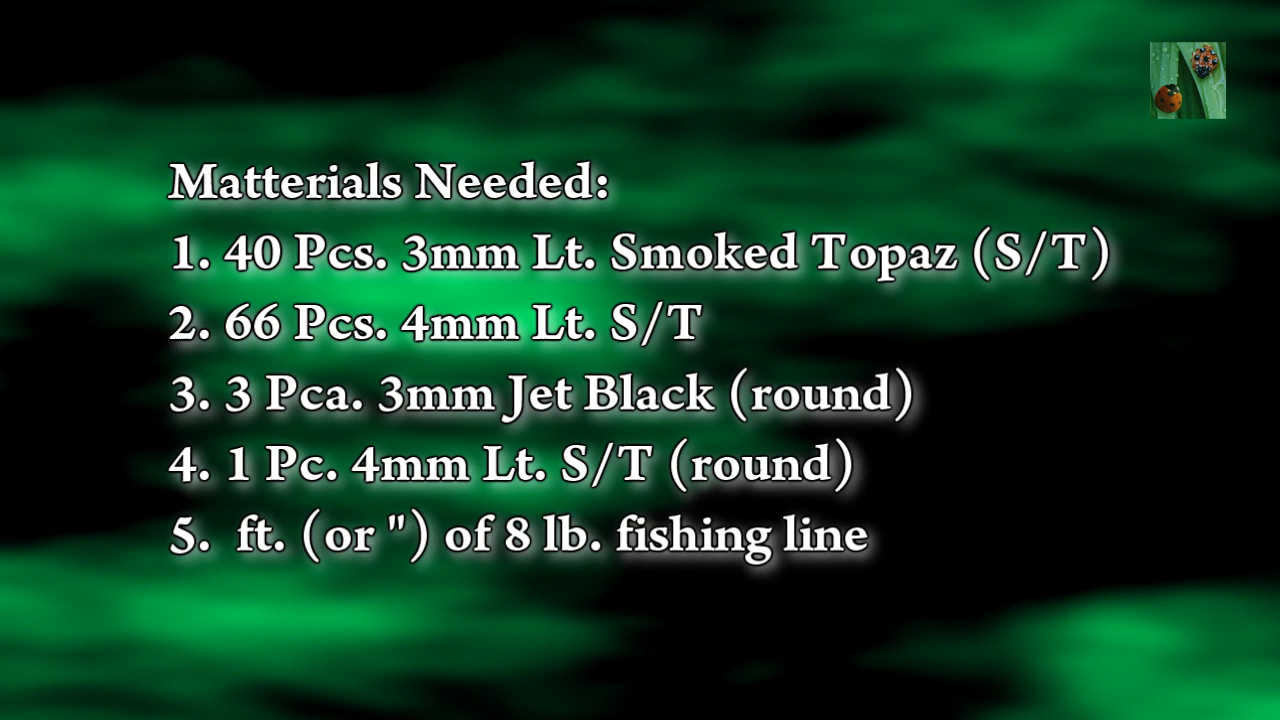 Matterials Needed:
1. 40 Pcs. 3mm Lt. Smoked Topaz (S/T)
2. 66 Pcs. 4mm Lt. S/T
3. 3 Pca. 3mm Jet Black (round)
4. 1 Pc. 4mm Lt. S/T (round)
5.  ft. (or ") of 8 lb. fishing line